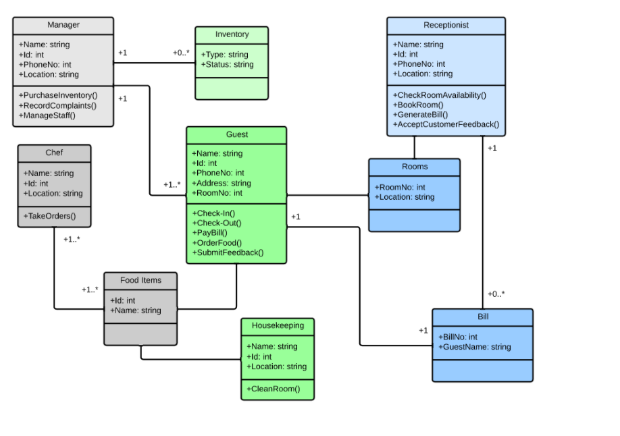 Manager
+Name: string
+Id: int
+PhoneNo: int
+Location: string
+PurchaseInventory()
+RecordComplaints()
+ManageStaff()
+1
+0..*
+1
+1..*
Inventory
+Type: string
+Status: string
Receptionist
+Name: string
+Id: int
+PhoneNo: int
+Location: string
+CheckRoomAvailability()
+BookRoom()
+GenerateBill()
+AcceptCustomerFeedback()
+1
+0..*
Guest
+Name: string
+Id: int
+PhoneNo: int
+Address: string
+RoomNo: int
+Check-In()
+Check-Out()
+PayBill()
+OrderFood()
+SubmitFeedback()
+1
+1
Chef
+Name: string
+Id: int
+Location: string
+TakeOrders()
+1..*
+1..*
Rooms
+RoomNo: int
+Location: string
Food Items
+Id: int
+Name: string
Housekeeping
+Name: string
+Id: int
+Location: string
+CleanRoom()
Bill
+BillNo: int
+GuestName: string